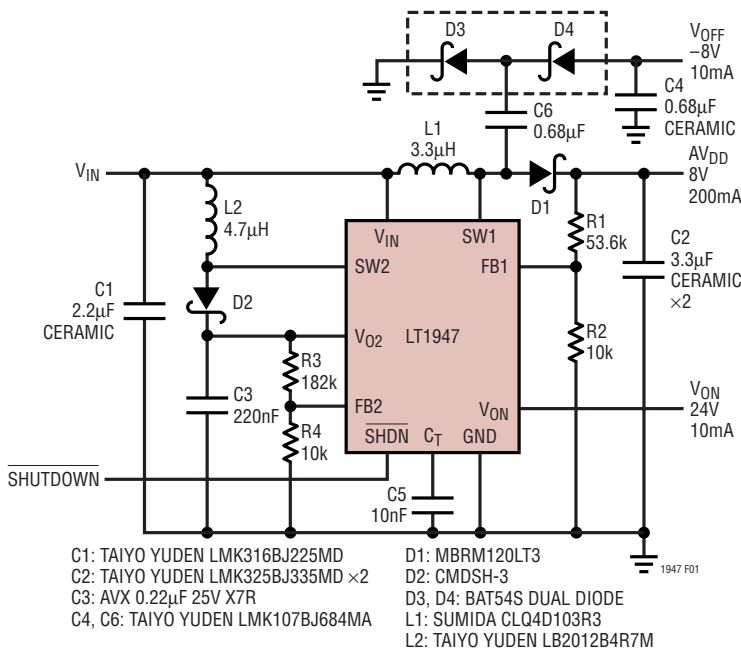 D3
D4
VOFF
–8V
10mA
C4
0.68µF
CERAMIC
C6
0.68µF
L1
3.3µH
VIN
AVDD
8V
200mA
D1
L2
4.7µH
VIN
SW1
R1
53.6k
C2
3.3µF
CERAMIC
×2
SW2
FB1
C1
2.2µF
CERAMIC
D2
VO2
LT1947
R2
10k
R3
182k
C3
220nF
FB2
VON
VON
24V
10mA
R4
10k
SHDN
CT
GND
SHUTDOWN
C5
10nF
1947 F01
C1: TAIYO YUDEN LMK316BJ225MD
C2: TAIYO YUDEN LMK325BJ335MD ×2
C3: AVX 0.22µF 25V X7R
C4, C6: TAIYO YUDEN LMK107BJ684MA
D1: MBRM120LT3
D2: CMDSH-3
D3, D4: BAT54S DUAL DIODE
L1: SUMIDA CLQ4D103R3
L2: TAIYO YUDEN LB2012B4R7M